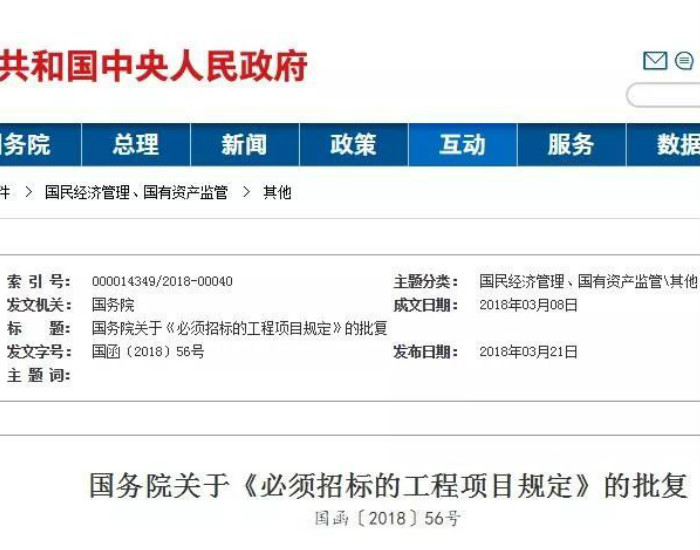 共和国中央人民政府
国务院 总理 新闻 政策 互动 服务 数据
件 > 国民经济管理、国有资产监管 > 其他
索 引 号： 000014349/2018-00040 主题分类： 国民经济管理、国有资产监管\其他
发文机关： 国务院 成文日期： 2018年03月08日
标 题： 国务院关于《必须招标的工程项目规定》的批复
发文字号： 国函〔2018〕56号 发布日期： 2018年03月21日
主 题 词：
国务院关于《必须招标的工程项目规定》的批复
国函〔2018〕56号